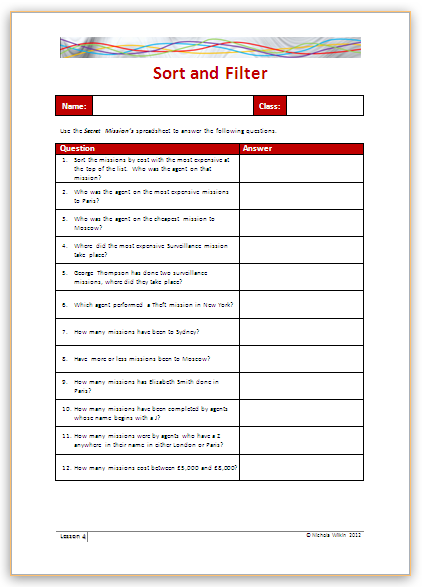 Sort and Filter
Name: Class:
Use the Secret Mission's spreadsheet to answer the following questions.
Question Answer
1. Sort the missions by cost with the most expensive at
the top of the list. Who was the agent on that
mission?
2. Who was the agent on the most expensive missions
to Paris?
3. Who was the agent on the cheapest mission to
Moscow?
4. Where did the most expensive Surveillance mission
take place?
5. George Thompson has done two surveillance
missions, where did they take place?
6. Which agent performed a Theft mission in New York?
7. How many missions have been to Sydney?
8. Have more or less missions been to Moscow?
9. How many missions has Elisabeth Smith done in
Paris?
10. How many missions have been completed by agents
whose name begins with a J?
11. How many missions were by agents who have a Z
anywhere in their name in either London or Paris?
12. How many missions cost between £5,000 and £8,000?
Lesson 4
© Nichola Wilkin 2012